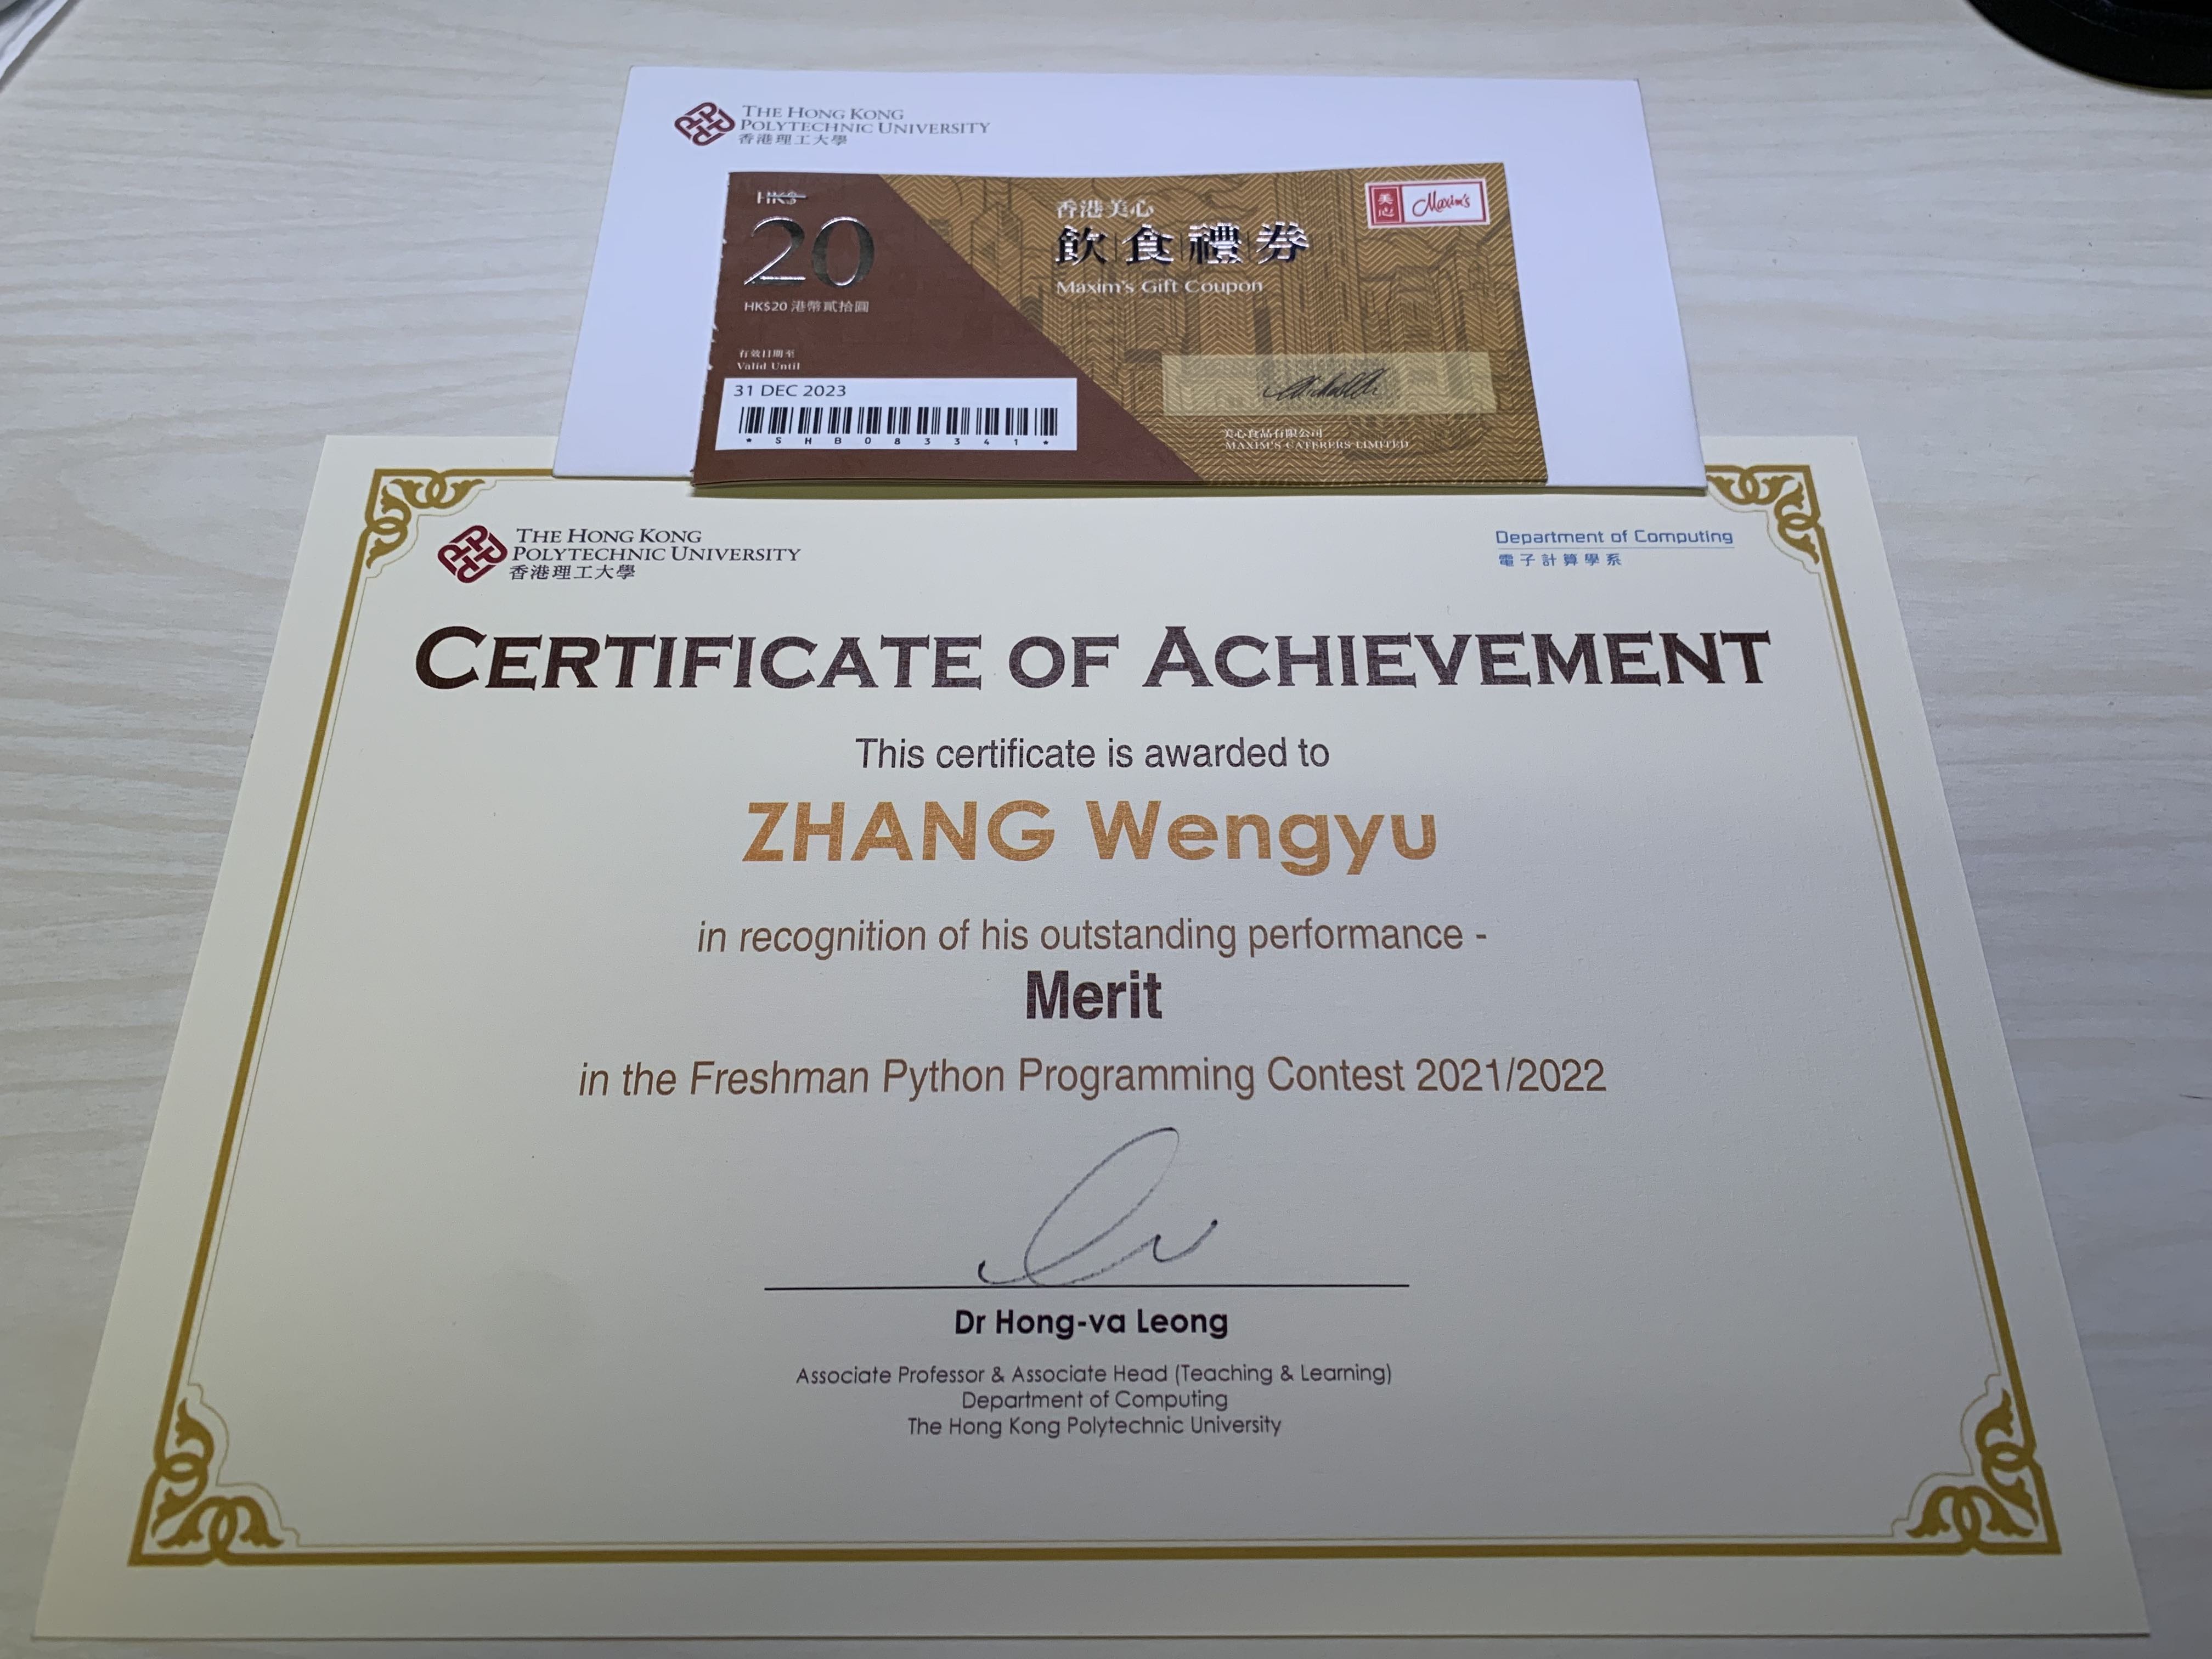 THE HONG KONG
POLYTECHNIC UNIVERSITY
香港理工大學
HK$
20
HK$20 港幣貳拾圓
有效日期至
Valid Until
31 DEC 2023
* S H B 0 8 3 3 4 1 *
香港美心
飲食禮券
Maxim's Gift Coupon
美心
Maxim's
美心食品有限公司
MAXIM'S CATERERS LIMITED
THE HONG KONG
POLYTECHNIC UNIVERSITY
香港理工大學
Department of Computing
電子計算學系
CERTIFICATE OF ACHIEVEMENT
This certificate is awarded to
ZHANG Wengyu
in recognition of his outstanding performance -
Merit
in the Freshman Python Programming Contest 2021/2022
Dr Hong-va Leong
Associate Professor & Associate Head (Teaching & Learning)
Department of Computing
The Hong Kong Polytechnic University